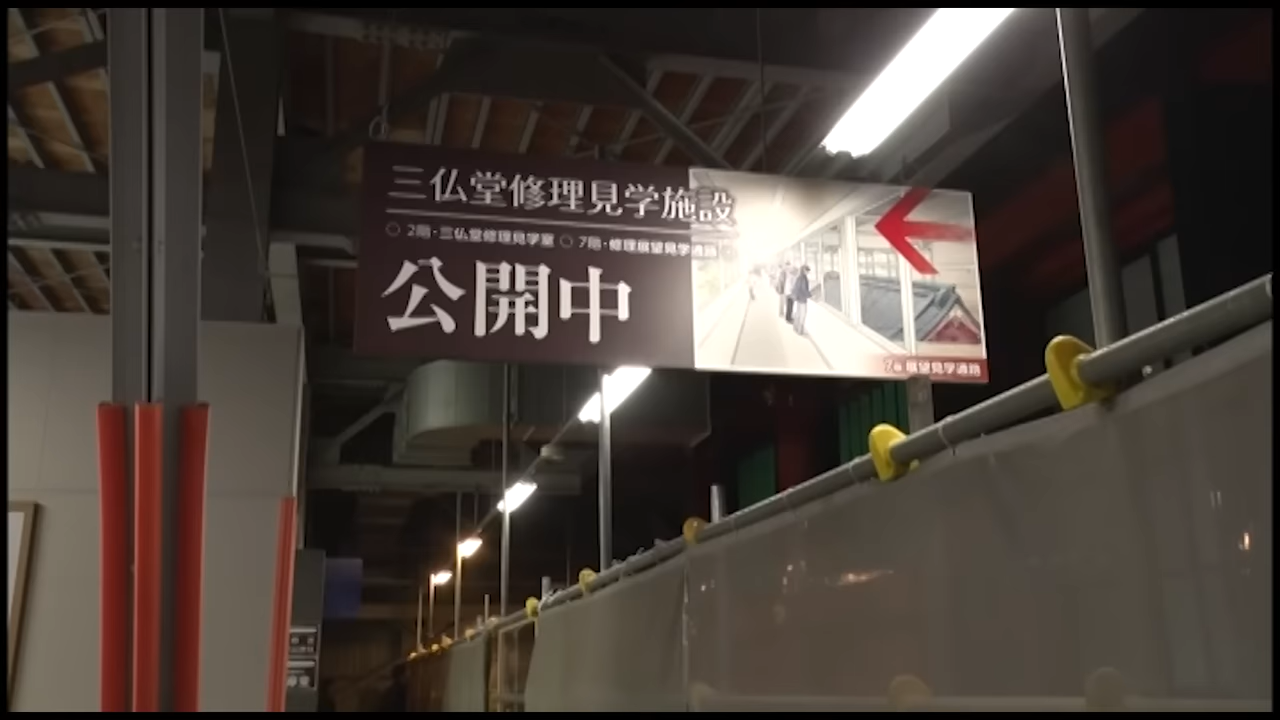 三仏堂修理見学施設
○ 2階・三仏堂修理見学室 ○ 7階・修理展望見学通路
公開中
7階 展望見学通路